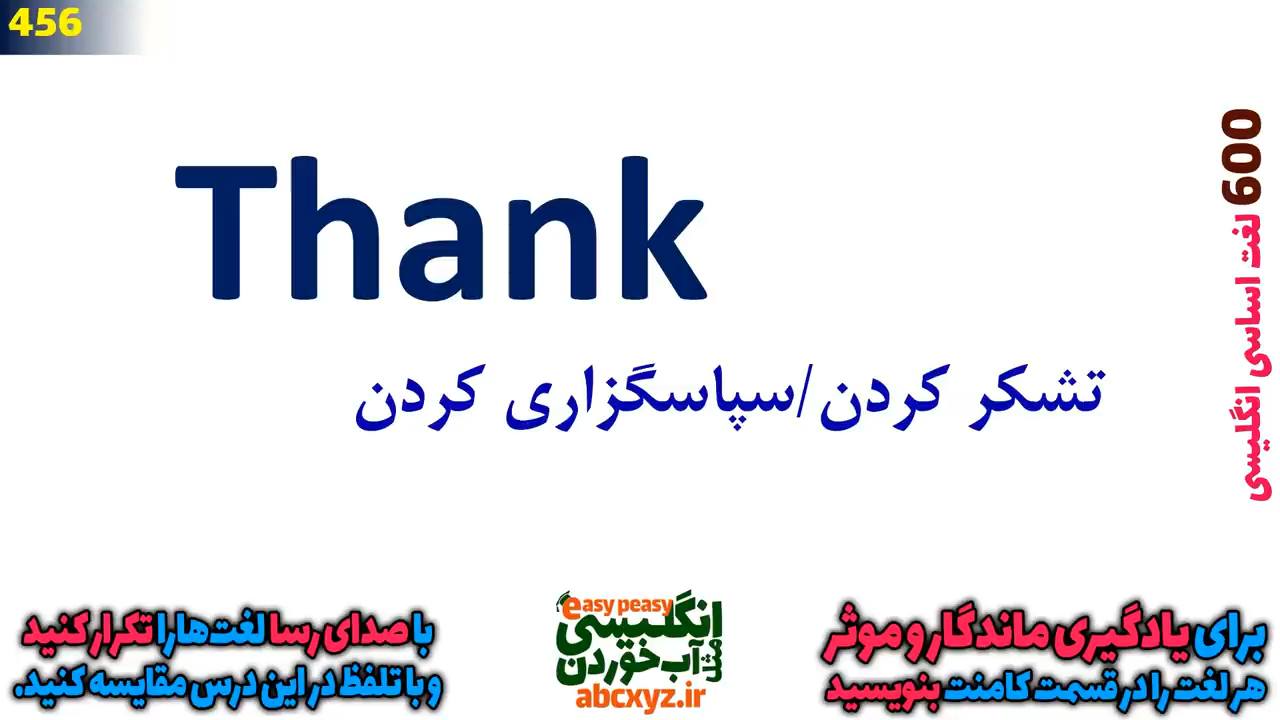 456
Thank
تشکر کردن/سپاسگزاری کردن
600 لغت اساسی انگلیسی
برای یادگیری ماندگار و موثر
هر لغت را در قسمت کامنت بنویسید
easy peasy
انگلیسی
مثل آب خوردن
abcxyz.ir
با صدای رسا لغت‌ها را تکرار کنید
و با تلفظ در این درس مقایسه کنید.